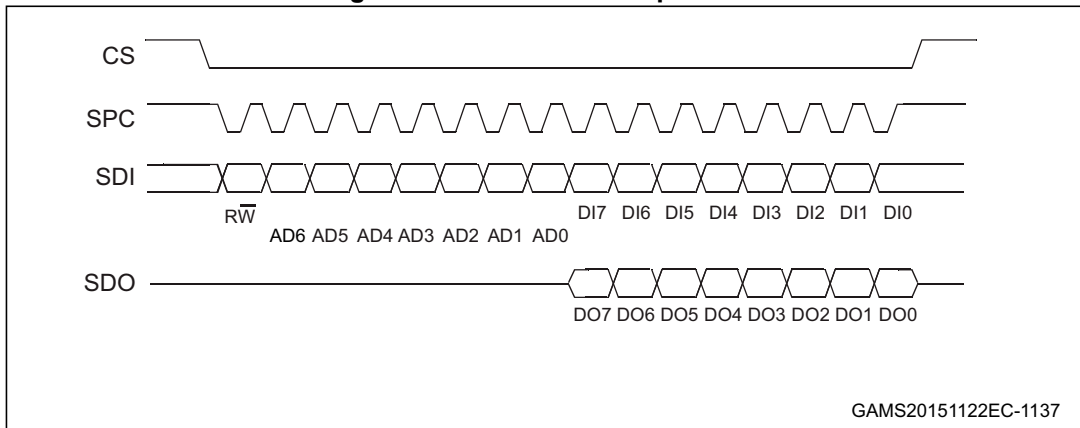 CS
SPC
SDI
DI7 DI6 DI5 DI4 DI3 DI2 DI1 DI0
RW̅
AD6 AD5 AD4 AD3 AD2 AD1 AD0
SDO
DO7 DO6 DO5 DO4 DO3 DO2 DO1 DO0
GAMS20151122EC-1137